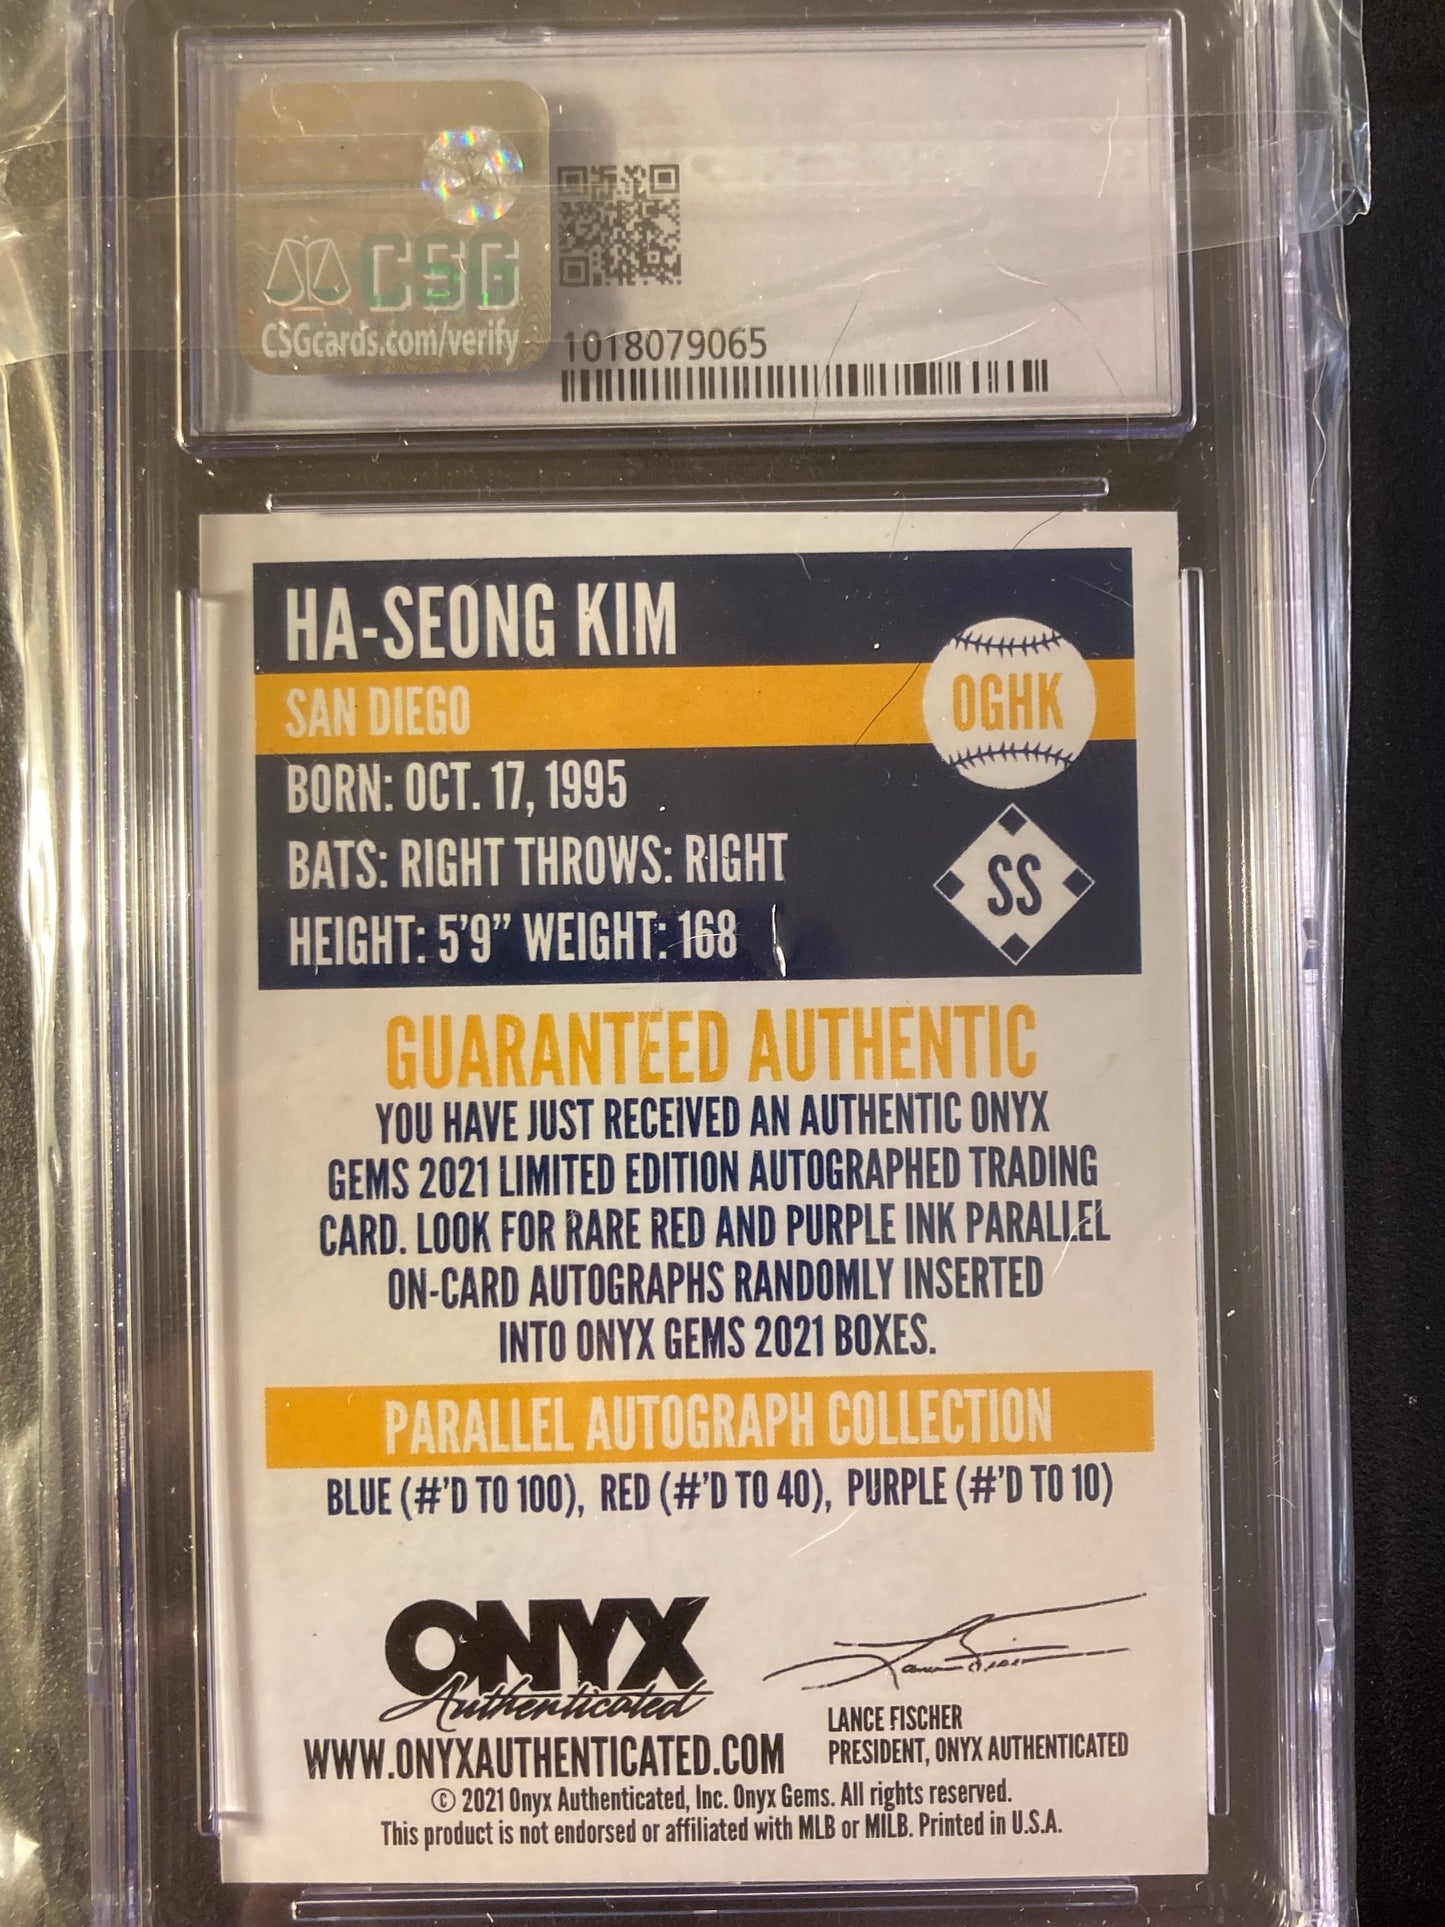 CSG
CSGcards.com/verify
1018079065
HA-SEONG KIM
SAN DIEGO
OGHK
BORN: OCT. 17, 1995
BATS: RIGHT THROWS: RIGHT
SS
HEIGHT: 5'9" WEIGHT: 168
GUARANTEED AUTHENTIC
YOU HAVE JUST RECEIVED AN AUTHENTIC ONYX
GEMS 2021 LIMITED EDITION AUTOGRAPHED TRADING
CARD. LOOK FOR RARE RED AND PURPLE INK PARALLEL
ON-CARD AUTOGRAPHS RANDOMLY INSERTED
INTO ONYX GEMS 2021 BOXES.
PARALLEL AUTOGRAPH COLLECTION
BLUE (#'D TO 100), RED (#'D TO 40), PURPLE (#'D TO 10)
ONYX
Authenticated
WWW.ONYXAUTHENTICATED.COM
LANCE FISCHER
PRESIDENT, ONYX AUTHENTICATED
© 2021 Onyx Authenticated, Inc. Onyx Gems. All rights reserved.
This product is not endorsed or affiliated with MLB or MILB. Printed in U.S.A.